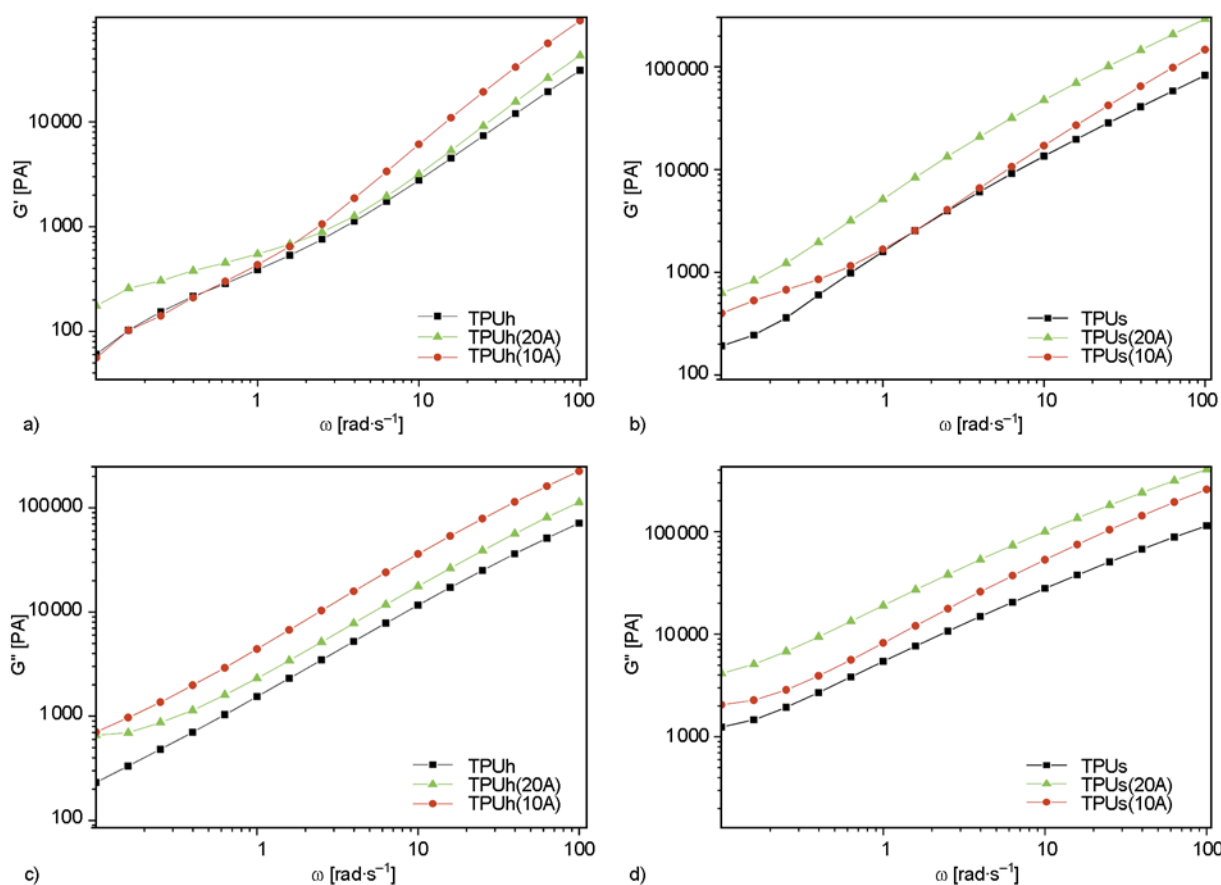 10000
1000
100
G' [PA]
TPUh
TPUh(20A)
TPUh(10A)
1
10
100
a)
ω [rad·s⁻¹]
100000
10000
1000
100
G' [PA]
TPUs
TPUs(20A)
TPUs(10A)
1
10
100
b)
ω [rad·s⁻¹]
100000
10000
1000
100
G" [PA]
TPUh
TPUh(20A)
TPUh(10A)
1
10
100
c)
ω [rad·s⁻¹]
100000
10000
1000
G" [PA]
TPUs
TPUs(20A)
TPUs(10A)
1
10
100
d)
ω [rad·s⁻¹]